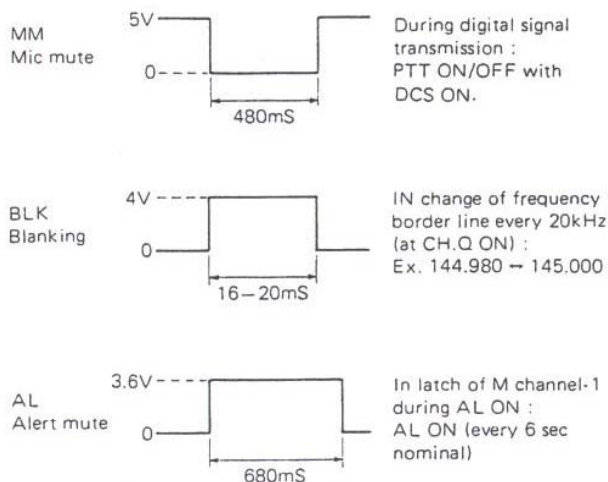 MM
Mic mute
5V
0
480mS
During digital signal
transmission :
PTT ON/OFF with
DCS ON.
BLK
Blanking
4V
0
16–20mS
IN change of frequency
border line every 20kHz
(at CH.Q ON) :
Ex. 144.980 ↔ 145.000
AL
Alert mute
3.6V
0
680mS
In latch of M channel-1
during AL ON :
AL ON (every 6 sec
nominal)